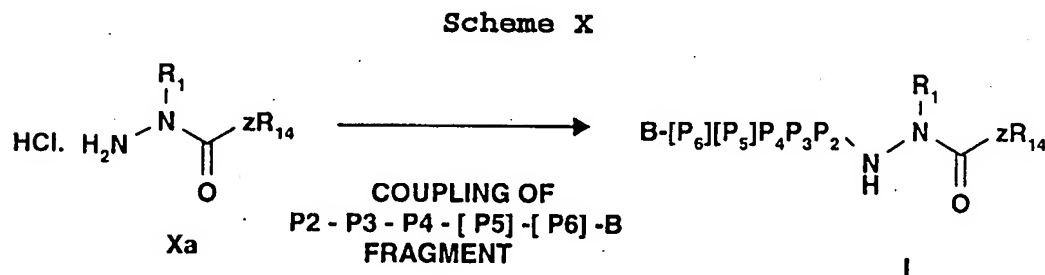 Scheme X
R₁
HCl. H₂N N zR₁₄
O
Xa
COUPLING OF
P2 - P3 - P4 - [ P5] -[ P6] -B
FRAGMENT
R₁
B-[P₆][P₅]P₄P₃P₂ N N zR₁₄
H
O
I